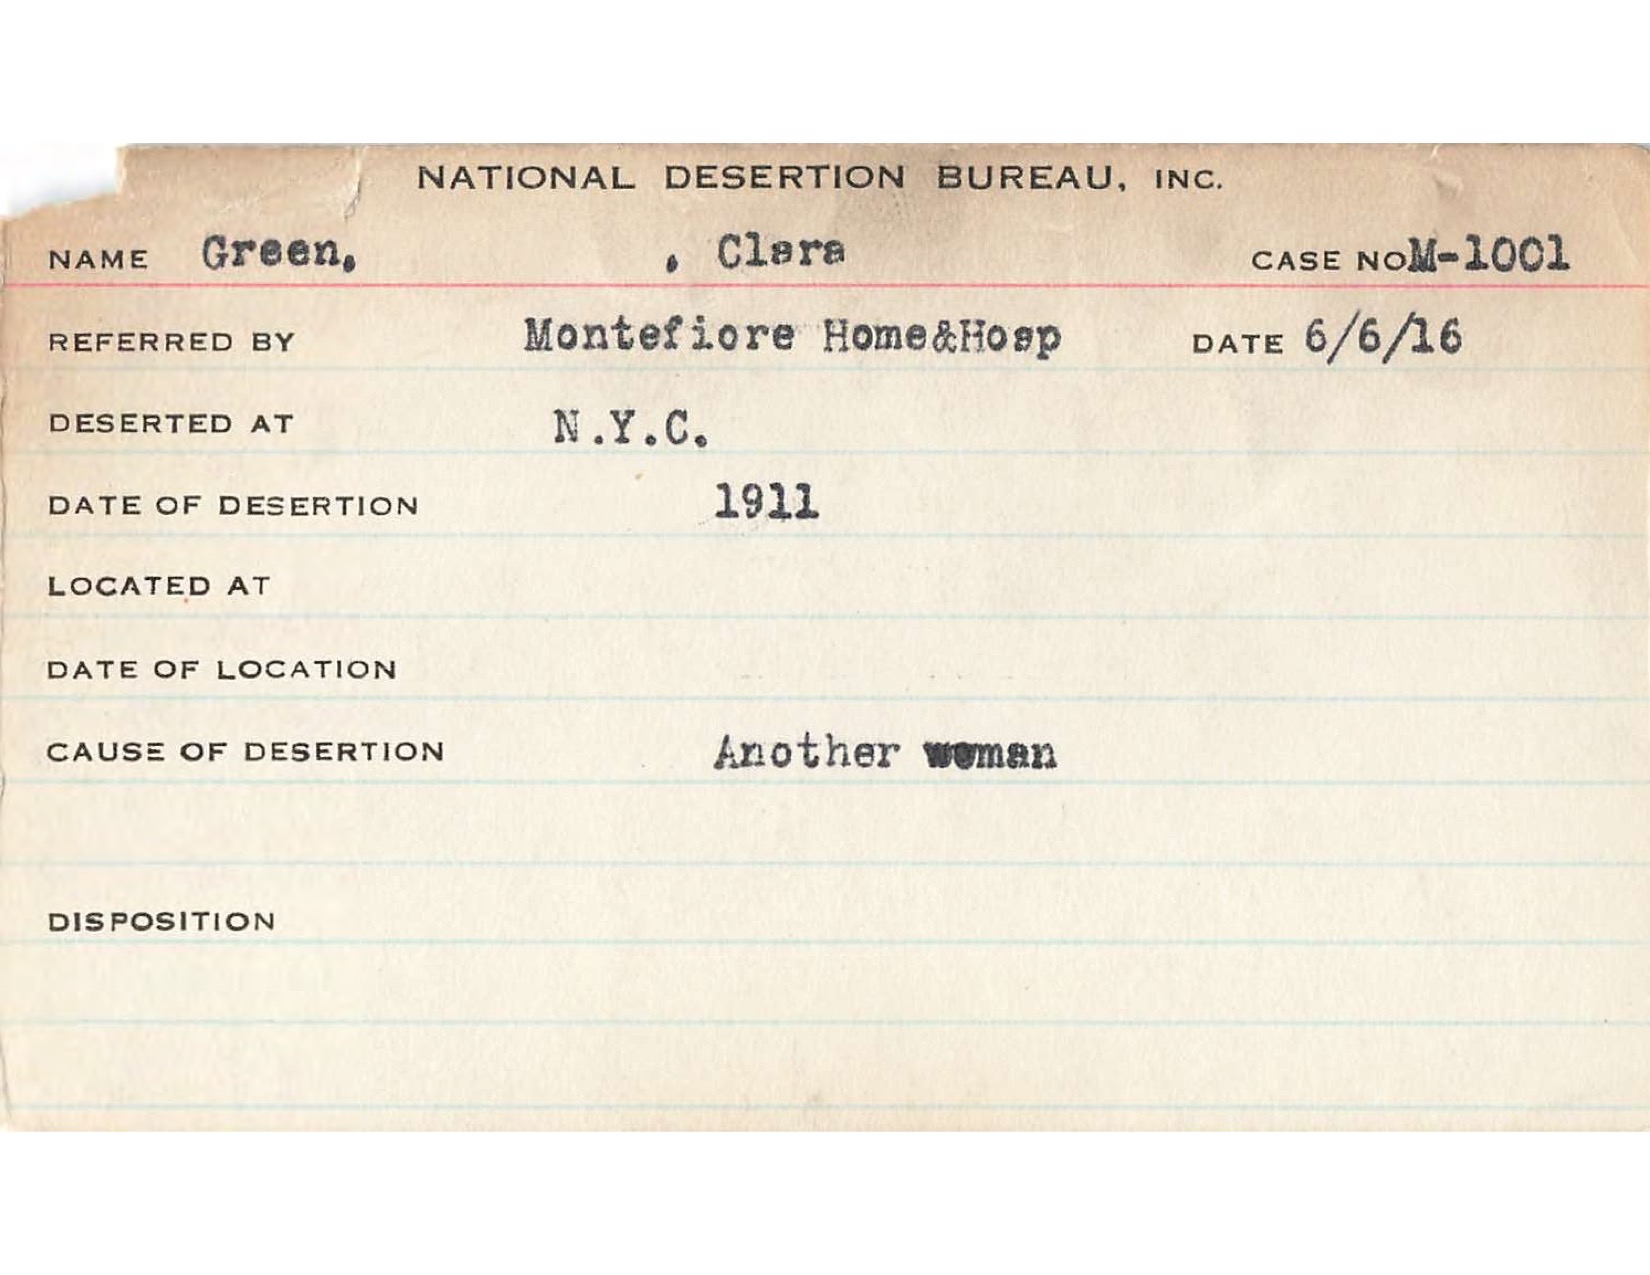 NATIONAL DESERTION BUREAU, INC.
NAME Green, , Clara CASE NO M-1001
REFERRED BY Montefiore Home&Hosp DATE 6/6/16
DESERTED AT N.Y.C.
DATE OF DESERTION 1911
LOCATED AT
DATE OF LOCATION
CAUSE OF DESERTION Another woman
DISPOSITION